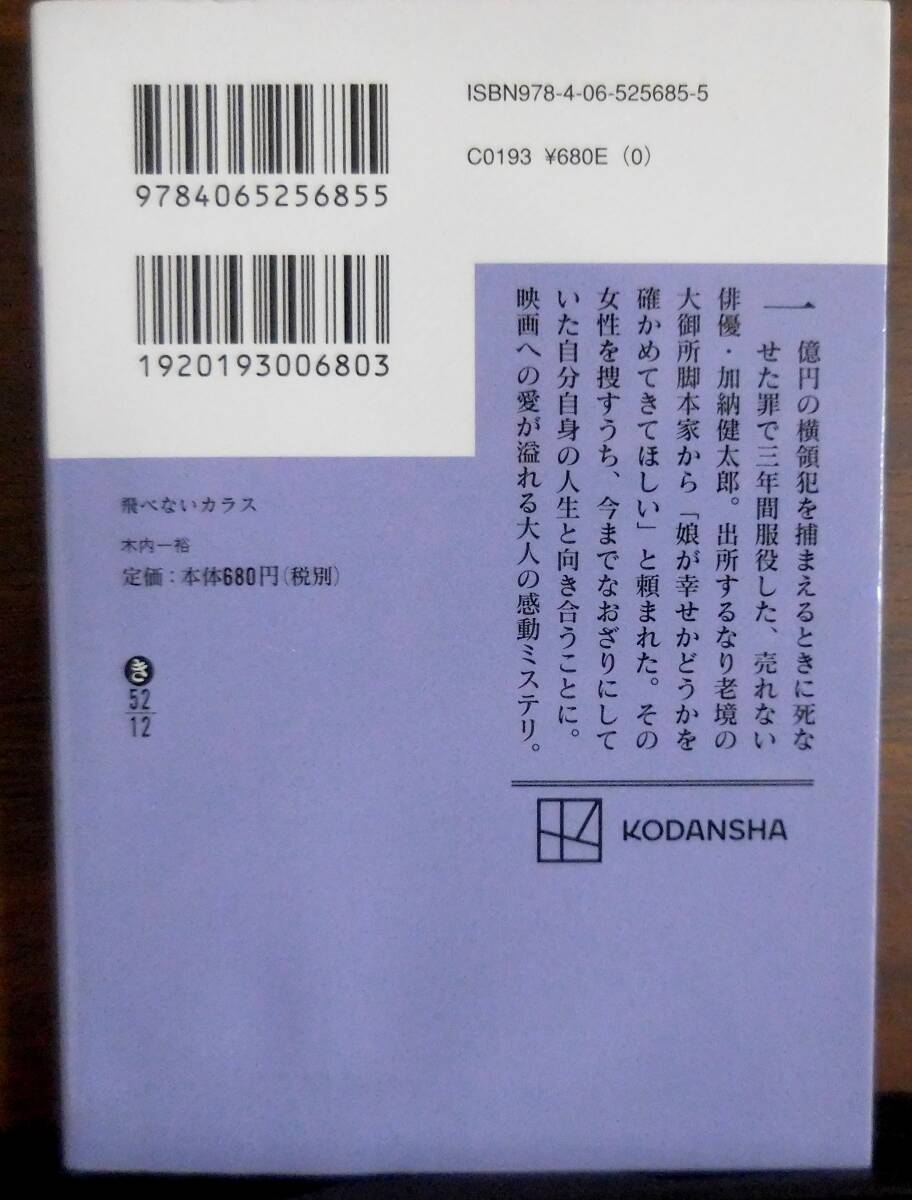 ISBN978-4-06-525685-5
C0193 ¥680E (0)
9784065256855
1920193006803
一億円の横領犯を捕まえるときに死な
せた罪で三年間服役した、売れない
俳優・加納健太郎。出所するなり老境の
大御所脚本家から「娘が幸せかどうかを
確かめてきてほしい」と頼まれた。その
女性を捜すうち、今までなおざりにして
いた自分自身の人生と向き合うことに。
映画への愛が溢れる大人の感動ミステリ。
KODANSHA
飛べないカラス
木内一裕
定価:本体680円(税別)
き
52
12